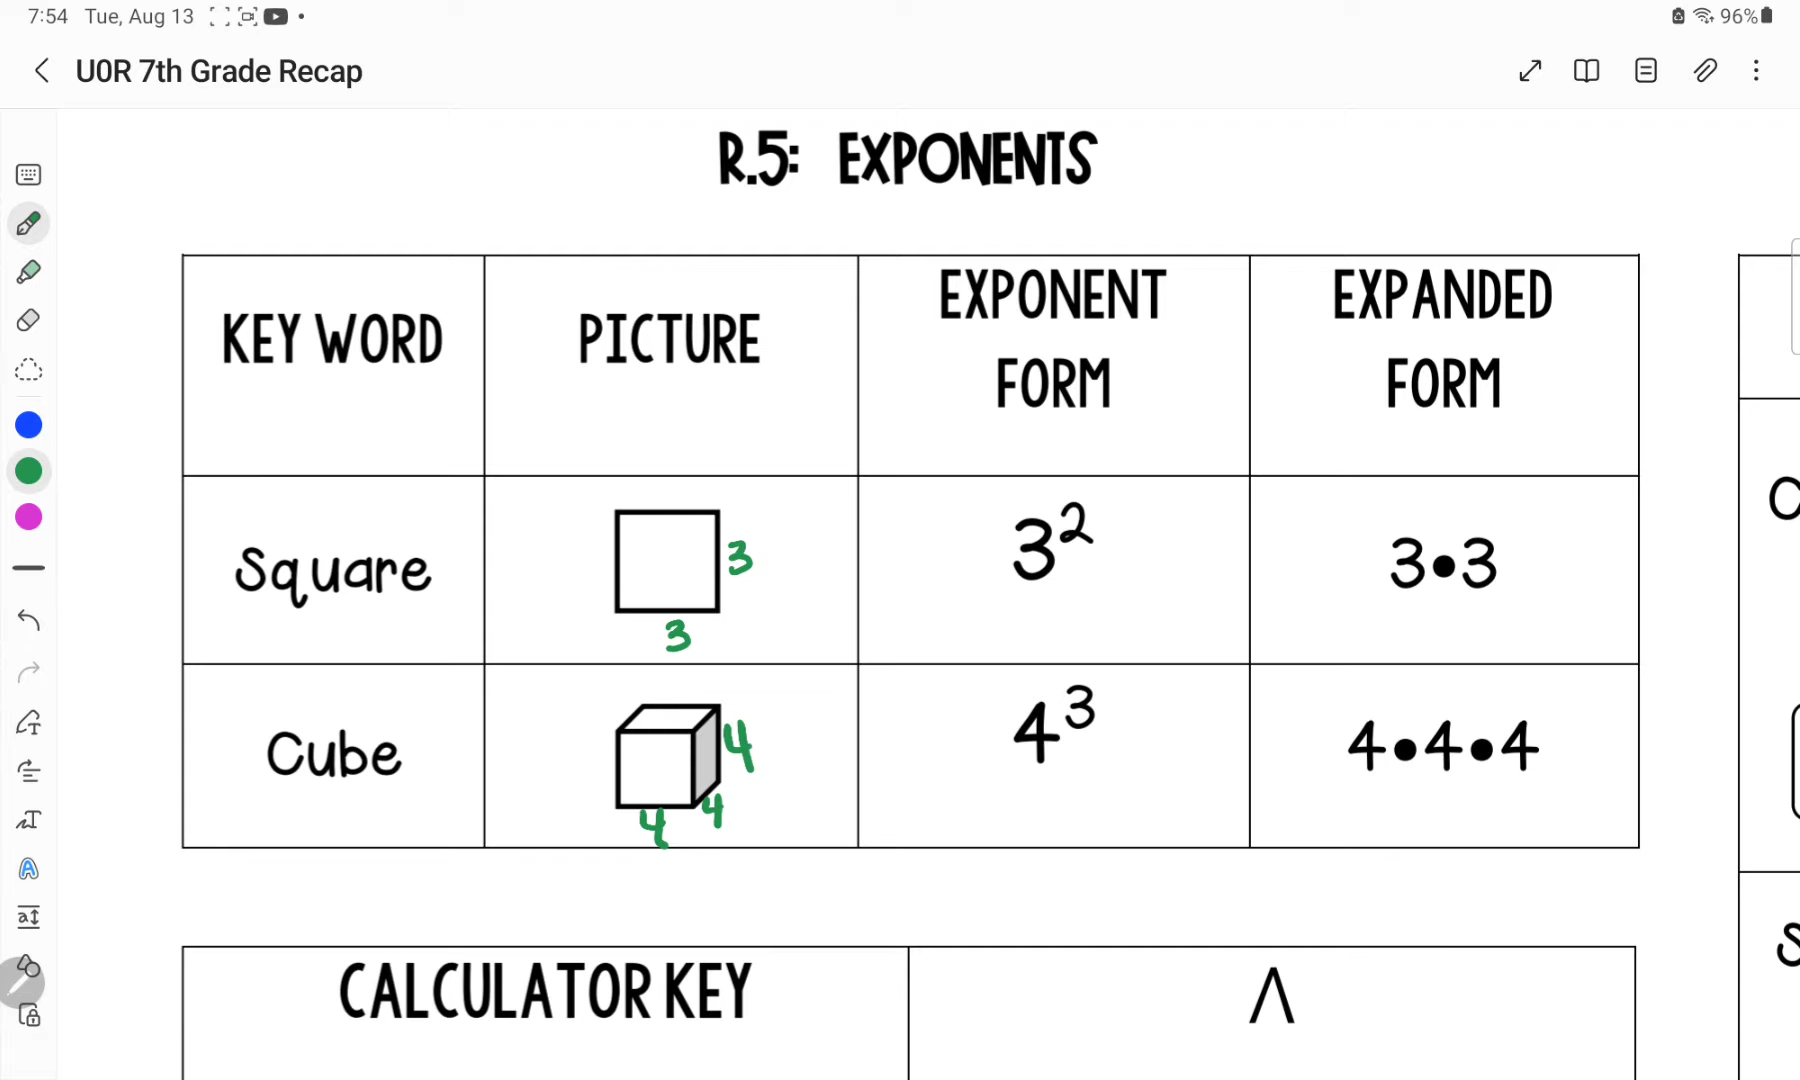 7:54 Tue, Aug 13
96%
U0R 7th Grade Recap
R.5: EXPONENTS
KEY WORD
PICTURE
EXPONENT
FORM
EXPANDED
FORM
Square
3
3
3²
3•3
Cube
4
4
4
4³
4•4•4
CALCULATOR KEY
^